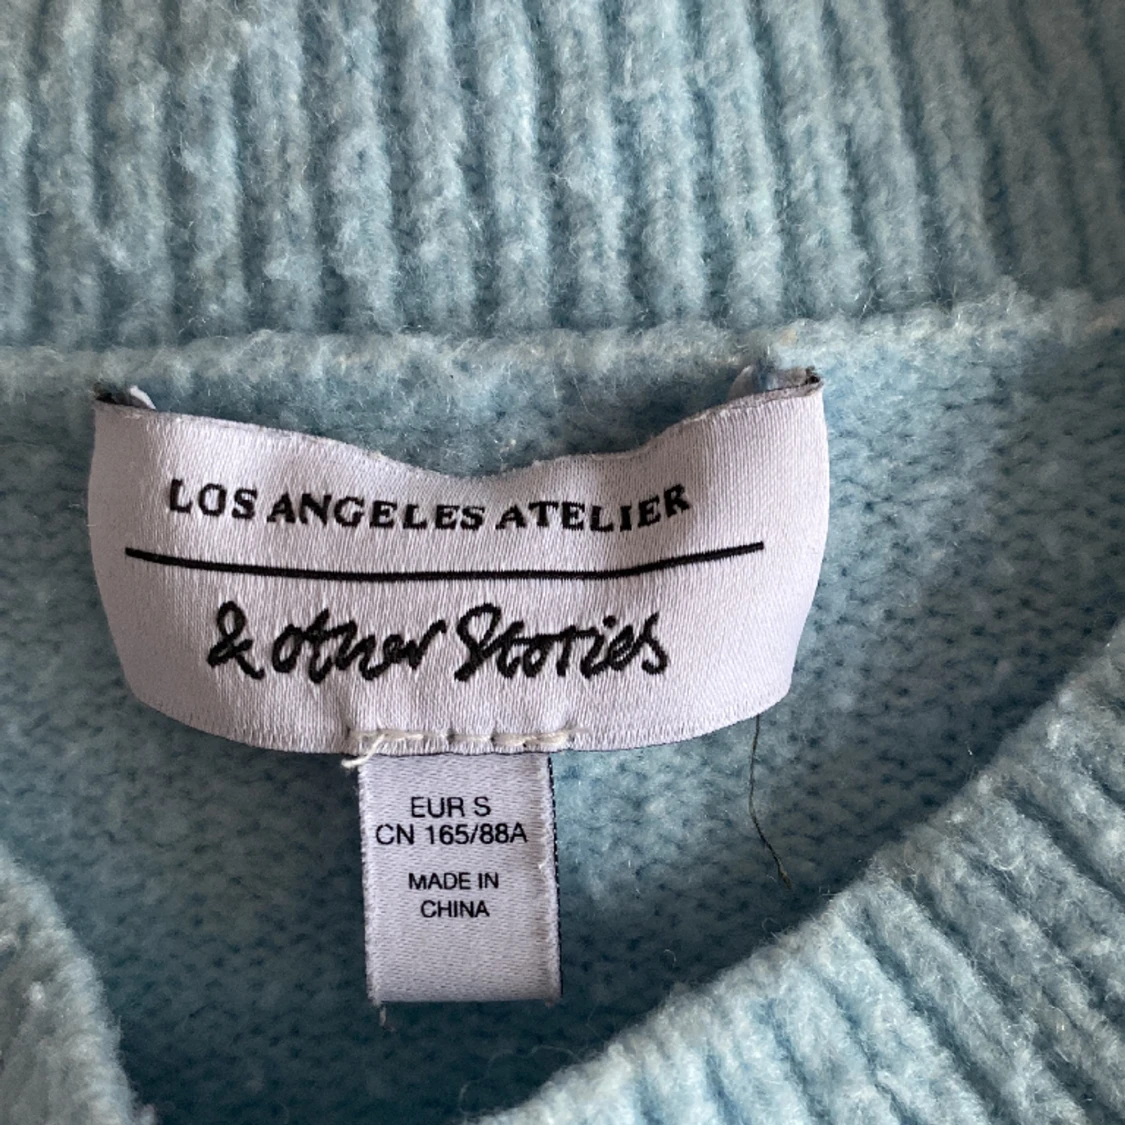 LOS ANGELES ATELIER
& other Stories
EUR S
CN 165/88A
MADE IN
CHINA